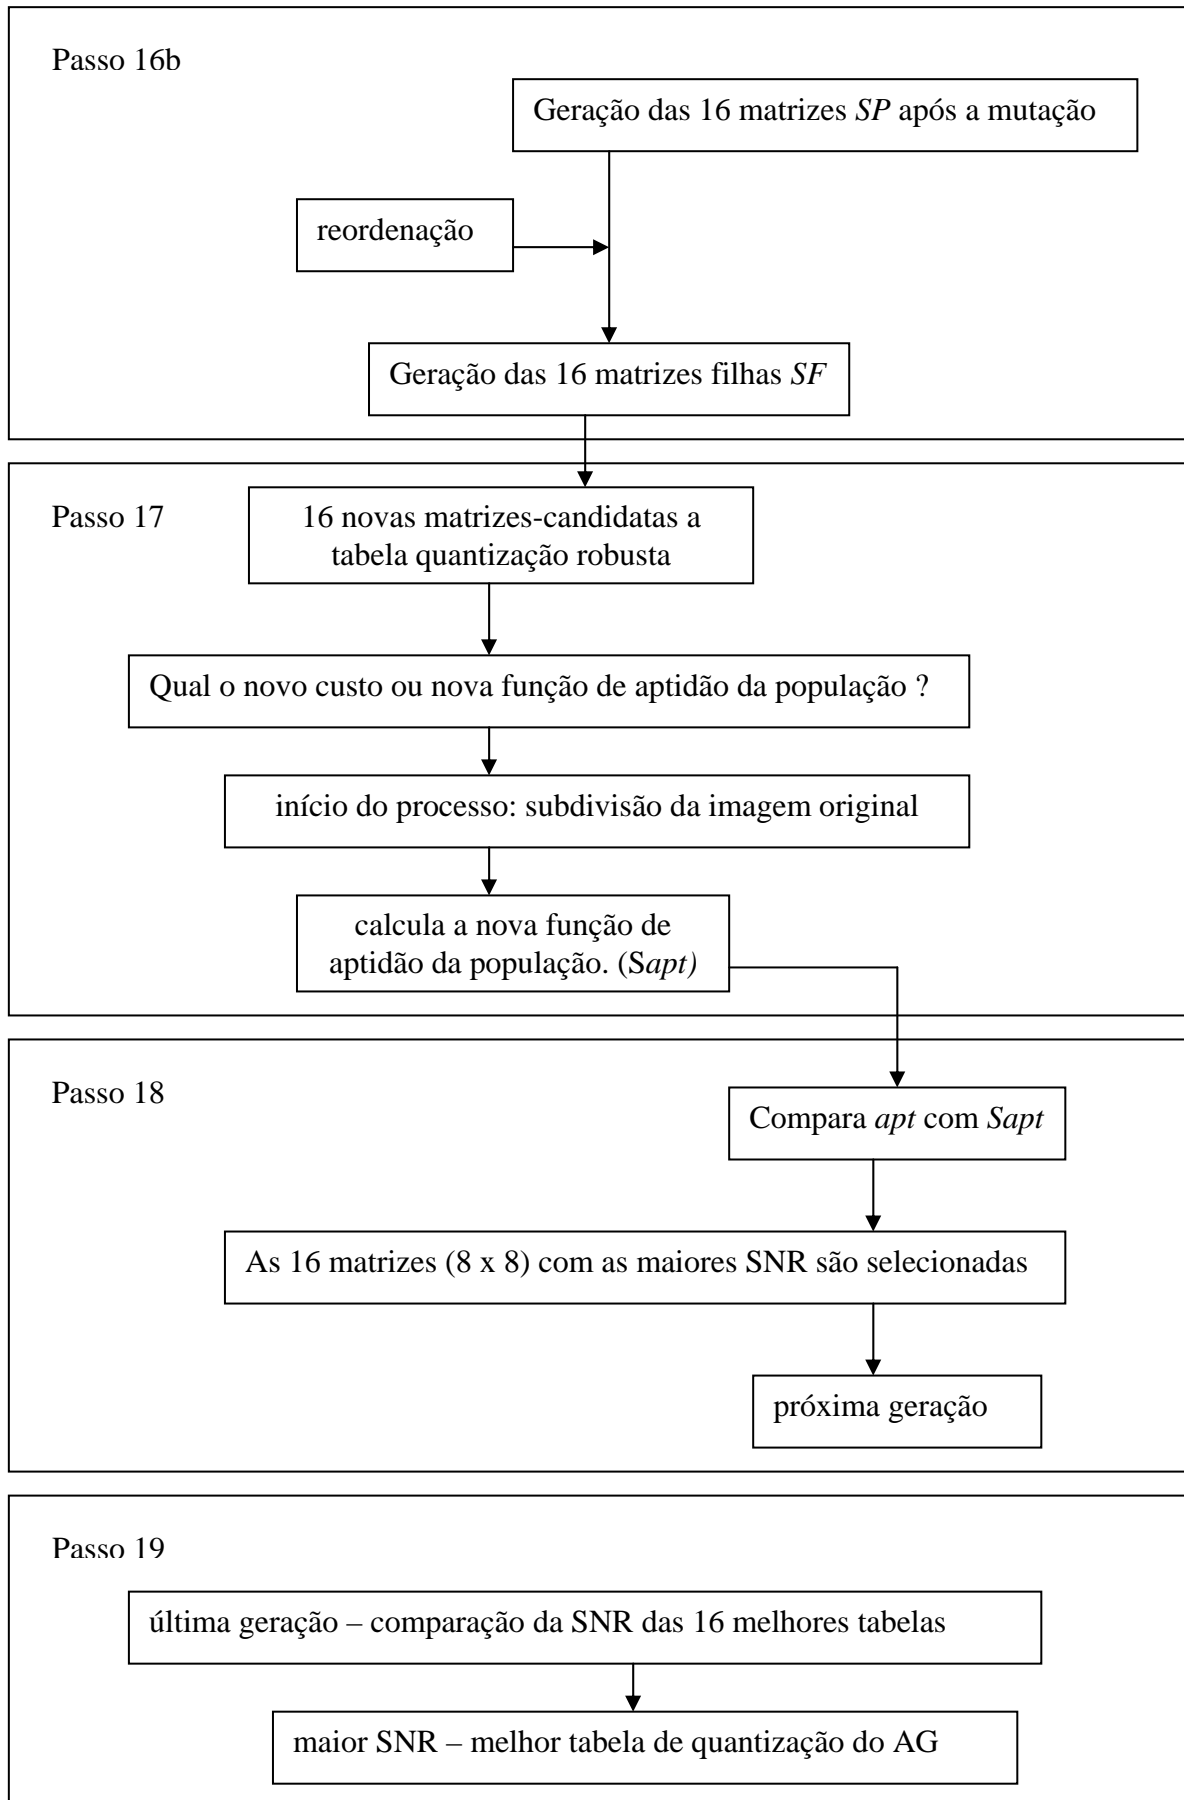 Passo 16b
Geração das 16 matrizes SP após a mutação
reordenação
Geração das 16 matrizes filhas SF
Passo 17
16 novas matrizes-candidatas a
tabela quantização robusta
Qual o novo custo ou nova função de aptidão da população ?
início do processo: subdivisão da imagem original
calcula a nova função de
aptidão da população. (Sapt)
Passo 18
Compara apt com Sapt
As 16 matrizes (8 x 8) com as maiores SNR são selecionadas
próxima geração
Passo 19
última geração – comparação da SNR das 16 melhores tabelas
maior SNR – melhor tabela de quantização do AG